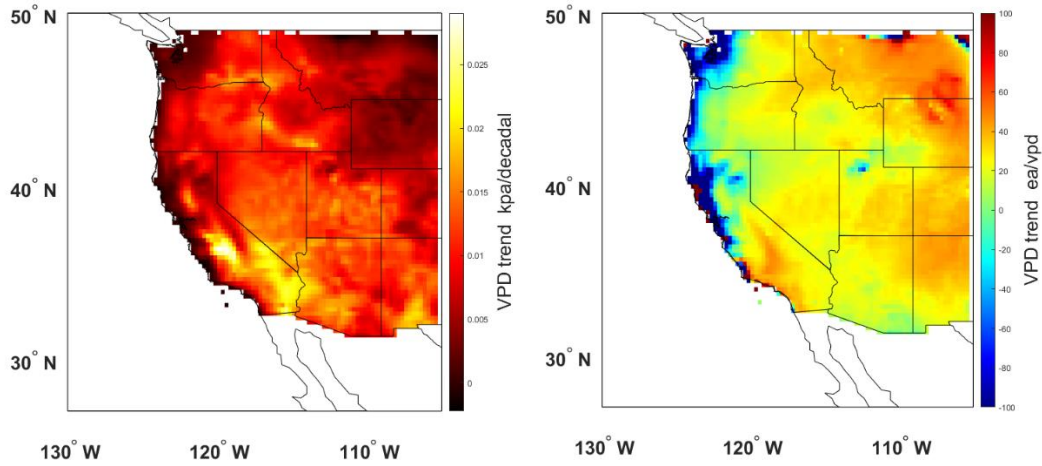 50° N
40° N
30° N
130° W
120° W
110° W
0.025
0.02
0.015
0.01
0.005
0
VPD trend kpa/decadal
50° N
40° N
30° N
130° W
120° W
110° W
100
80
60
40
20
0
-20
-40
-60
-80
-100
VPD trend ea/vpd